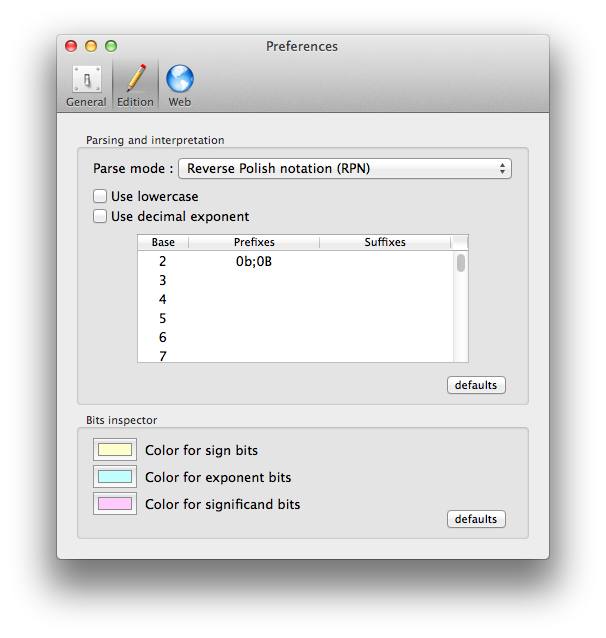 Preferences
General Edition Web
Parsing and interpretation
Parse mode : Reverse Polish notation (RPN)
Use lowercase
Use decimal exponent
Base Prefixes Suffixes
2 0b;0B
3
4
5
6
7
defaults
Bits inspector
Color for sign bits
Color for exponent bits
Color for significand bits
defaults